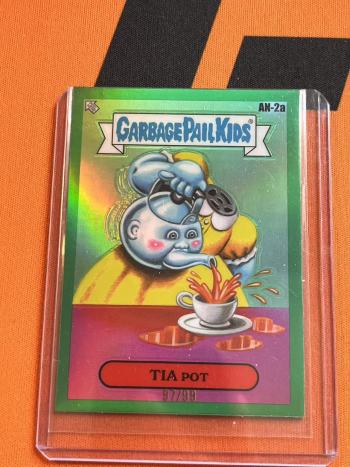 AN-2a
GARBAGE PAIL KIDS®
TIA POT
97/99